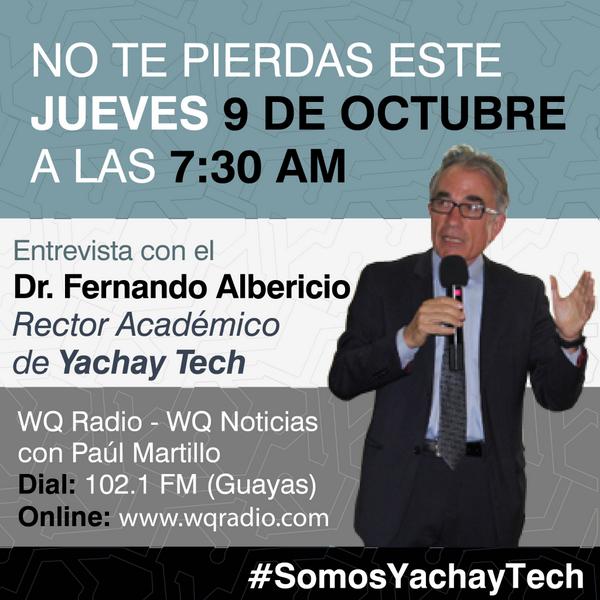 NO TE PIERDAS ESTE
JUEVES 9 DE OCTUBRE
A LAS 7:30 AM
Entrevista con el
Dr. Fernando Albericio
Rector Académico
de Yachay Tech
WQ Radio - WQ Noticias
con Paúl Martillo
Dial: 102.1 FM (Guayas)
Online: www.wqradio.com
#SomosYachayTech